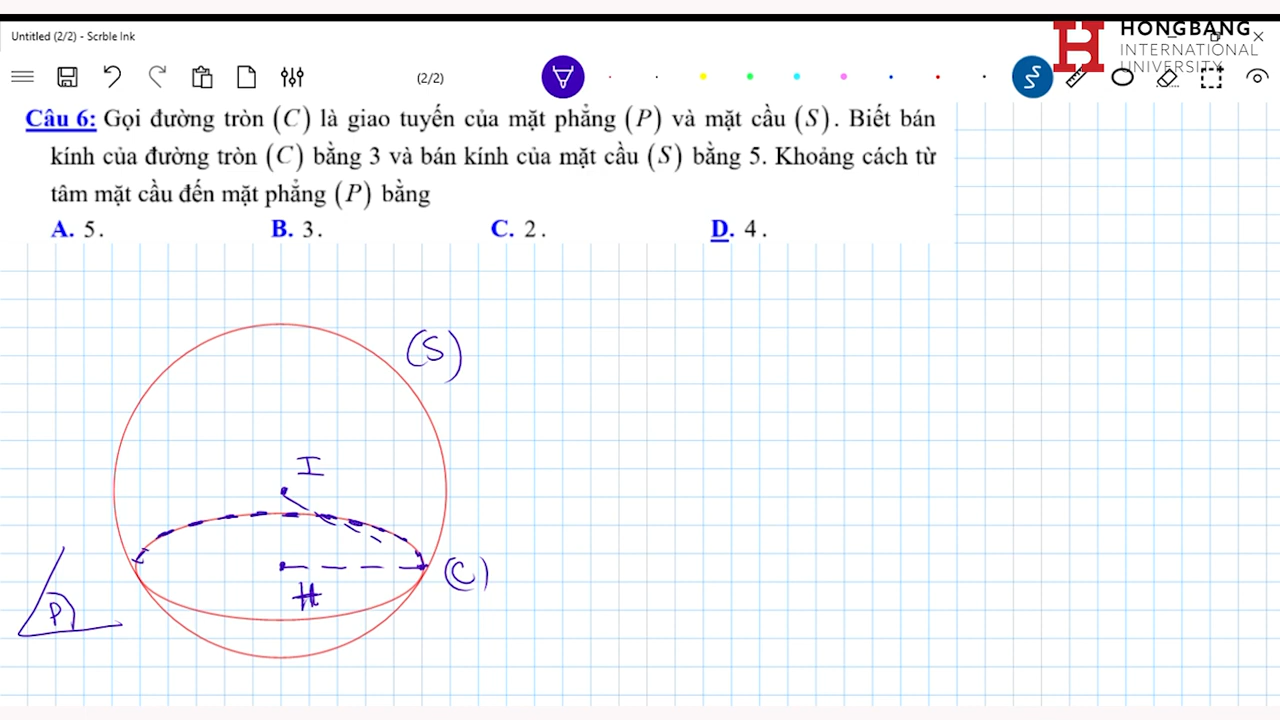 Untitled (2/2) - Scrble Ink
HONGBANG
INTERNATIONAL
UNIVERSITY
(2/2)
Câu 6: Gọi đường tròn (C) là giao tuyến của mặt phẳng (P) và mặt cầu (S). Biết bán
kính của đường tròn (C) bằng 3 và bán kính của mặt cầu (S) bằng 5. Khoảng cách từ
tâm mặt cầu đến mặt phẳng (P) bằng
A. 5. B. 3. C. 2. D. 4.
(S)
I
(C)
H
P)